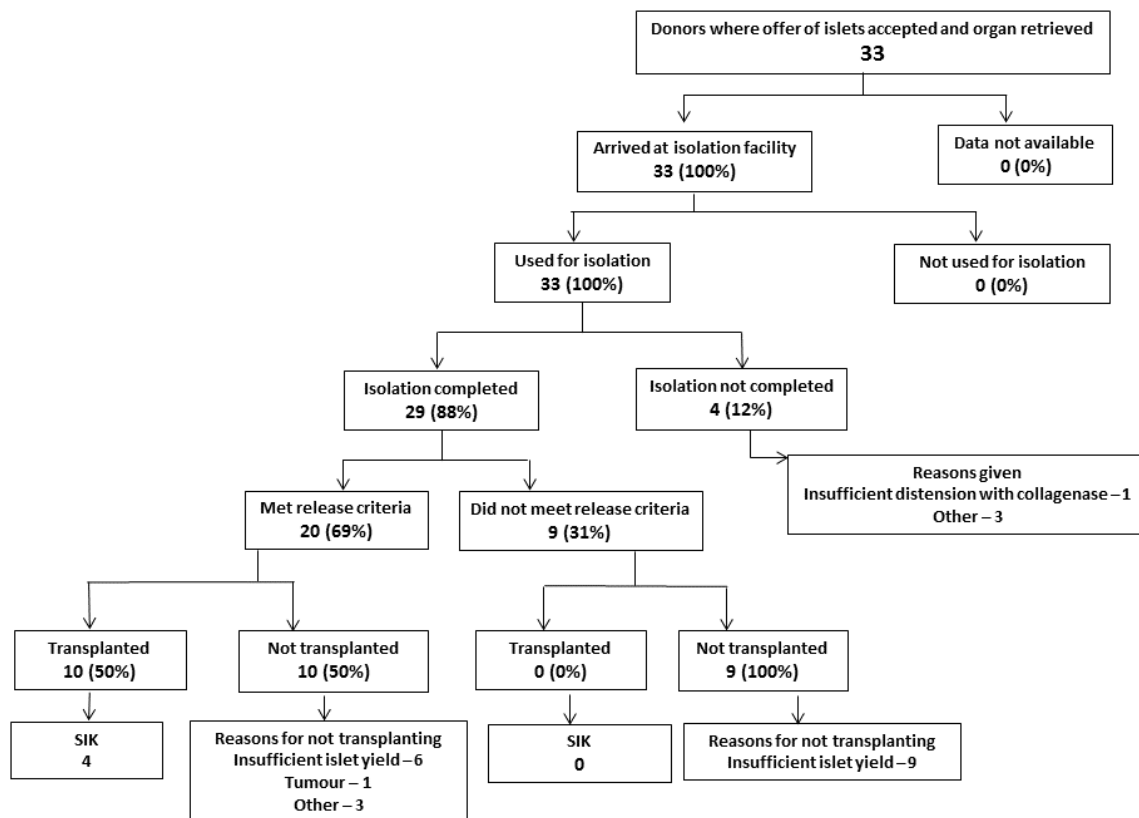 Donors where offer of islets accepted and organ retrieved
33
Arrived at isolation facility
33 (100%)
Data not available
0 (0%)
Used for isolation
33 (100%)
Not used for isolation
0 (0%)
Isolation completed
29 (88%)
Isolation not completed
4 (12%)
Reasons given
Insufficient distension with collagenase – 1
Other – 3
Met release criteria
20 (69%)
Did not meet release criteria
9 (31%)
Transplanted
10 (50%)
Not transplanted
10 (50%)
Transplanted
0 (0%)
Not transplanted
9 (100%)
SIK
4
Reasons for not transplanting
Insufficient islet yield – 6
Tumour – 1
Other – 3
SIK
0
Reasons for not transplanting
Insufficient islet yield – 9